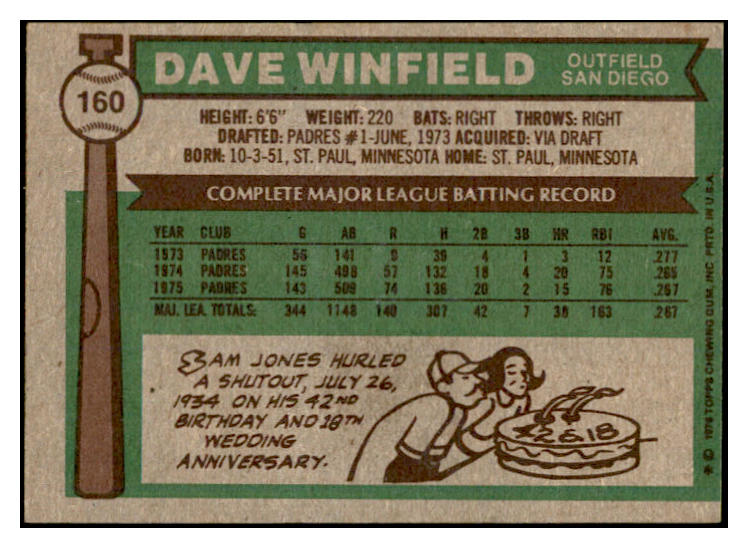 160
DAVE WINFIELD
OUTFIELD
SAN DIEGO
HEIGHT: 6'6" WEIGHT: 220 BATS: RIGHT THROWS: RIGHT
DRAFTED: PADRES #1-JUNE, 1973 ACQUIRED: VIA DRAFT
BORN: 10-3-51, ST. PAUL, MINNESOTA HOME: ST. PAUL, MINNESOTA
COMPLETE MAJOR LEAGUE BATTING RECORD
YEAR CLUB G AB R H 2B 3B HR RBI AVG.
1973 PADRES 56 141 9 39 4 1 3 12 .277
1974 PADRES 145 498 57 132 18 4 20 75 .265
1975 PADRES 143 509 74 136 20 2 15 76 .267
MAJ. LEA. TOTALS: 344 1148 140 307 42 7 38 163 .267
SAM JONES HURLED
A SHUTOUT, JULY 26,
1934 ON HIS 42ND
BIRTHDAY AND 18TH
WEDDING
ANNIVERSARY.
42 & 18
* © 1976 TOPPS CHEWING GUM, INC. PRTD. IN U.S.A.